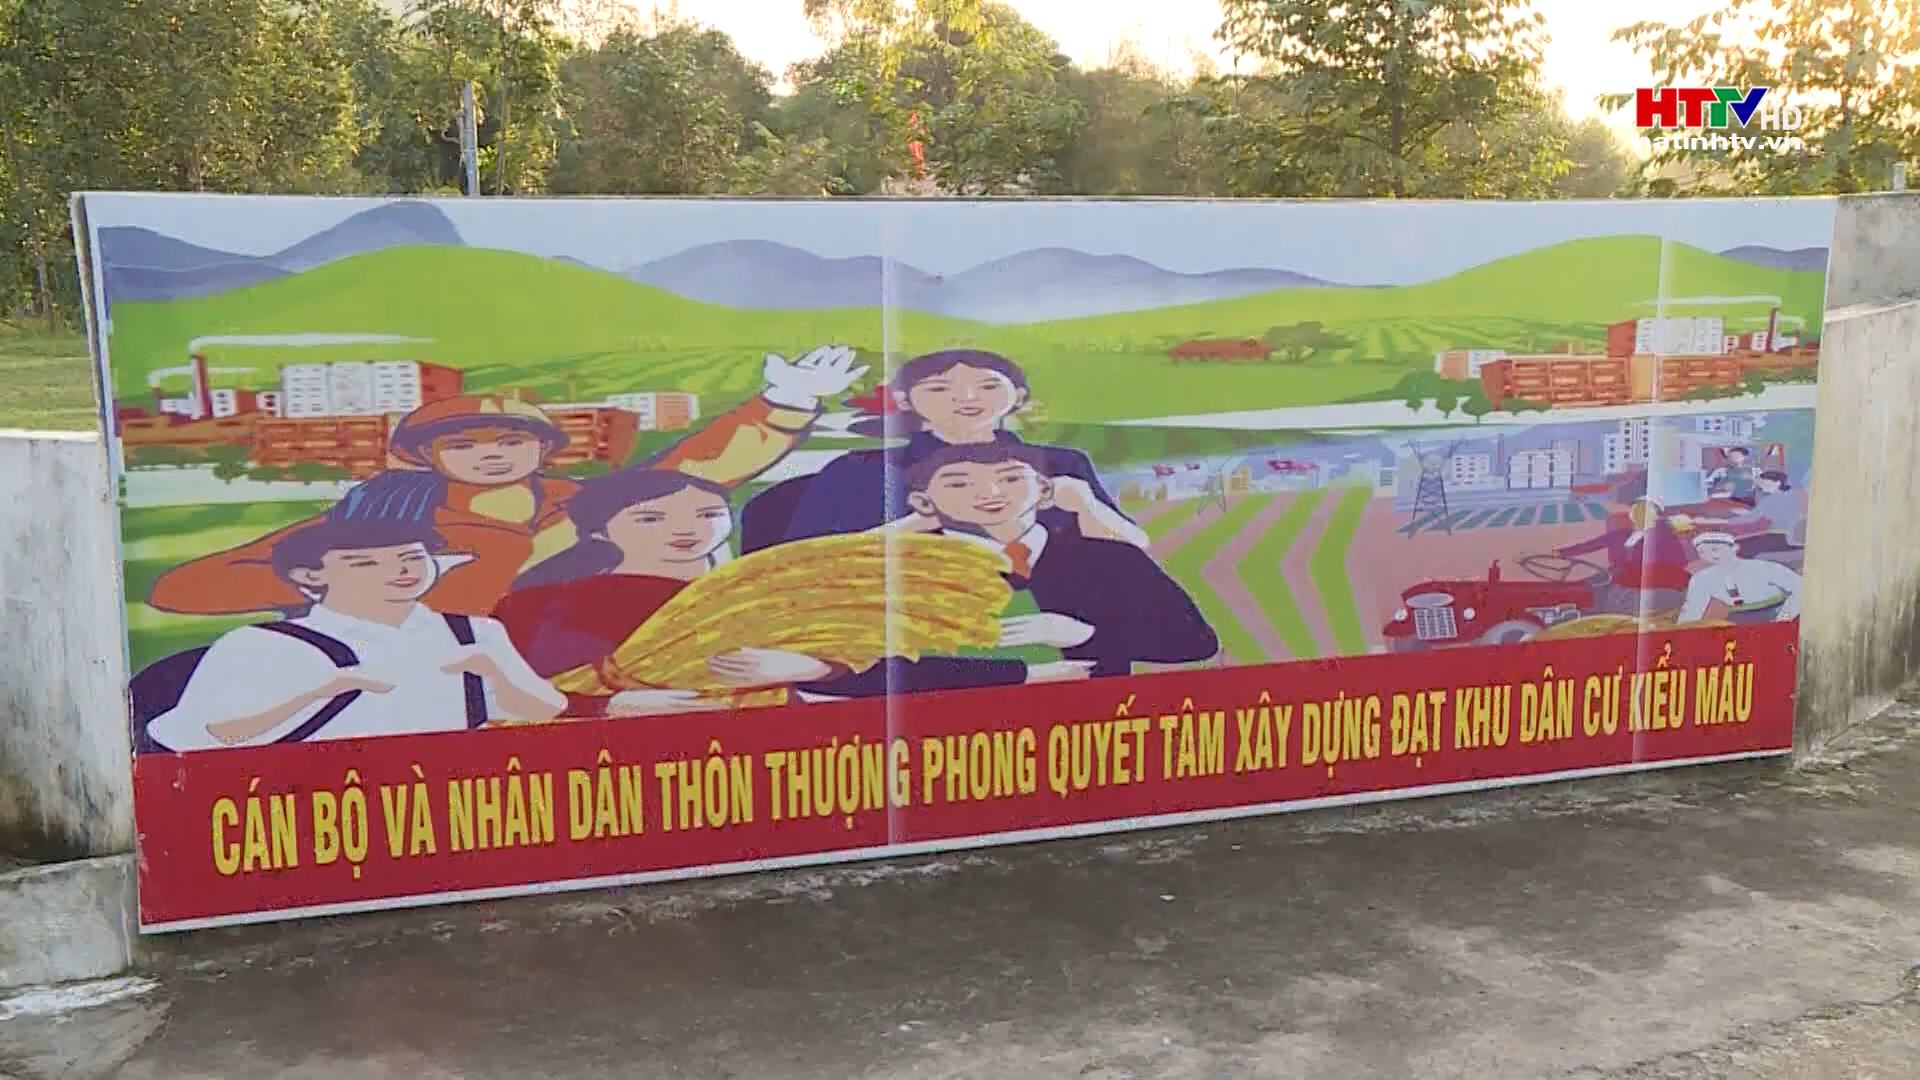 HTTV HD
hatinhtv.vn
CÁN BỘ VÀ NHÂN DÂN THÔN THƯỢNG PHONG QUYẾT TÂM XÂY DỰNG ĐẠT KHU DÂN CƯ KIỂU MẪU